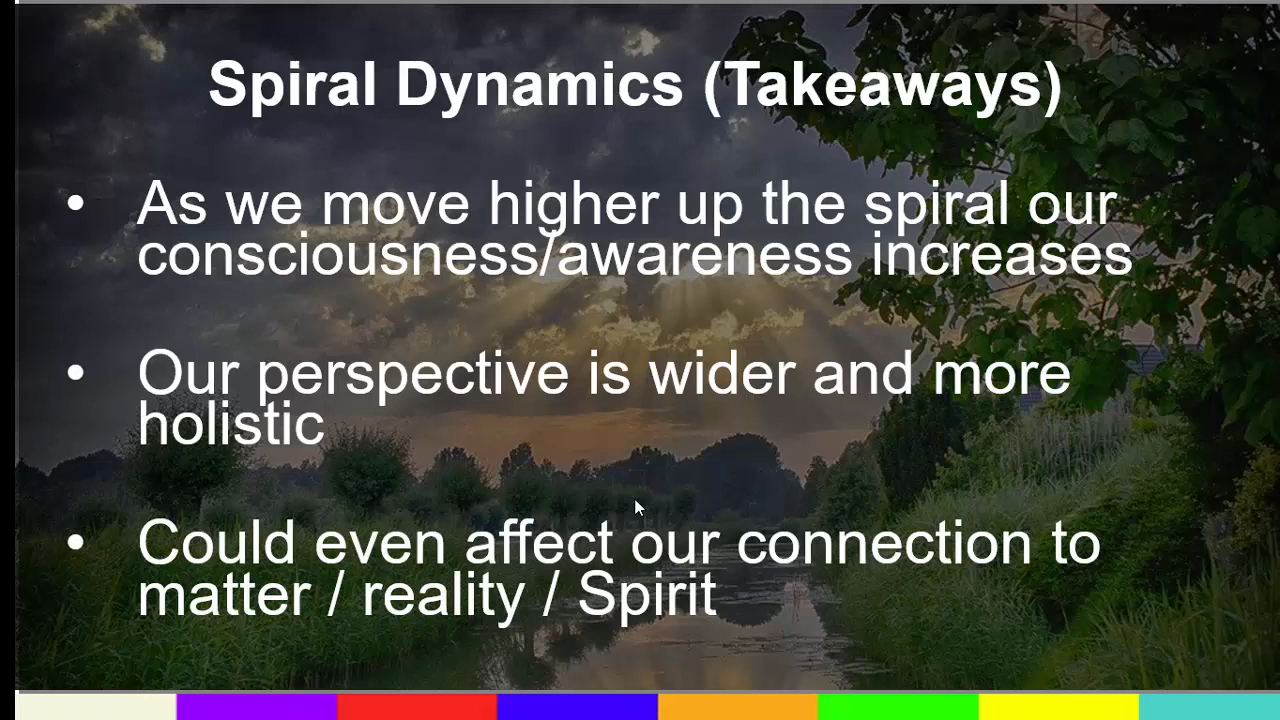 Spiral Dynamics (Takeaways)
• As we move higher up the spiral our
consciousness/awareness increases
• Our perspective is wider and more
holistic
• Could even affect our connection to
matter / reality / Spirit